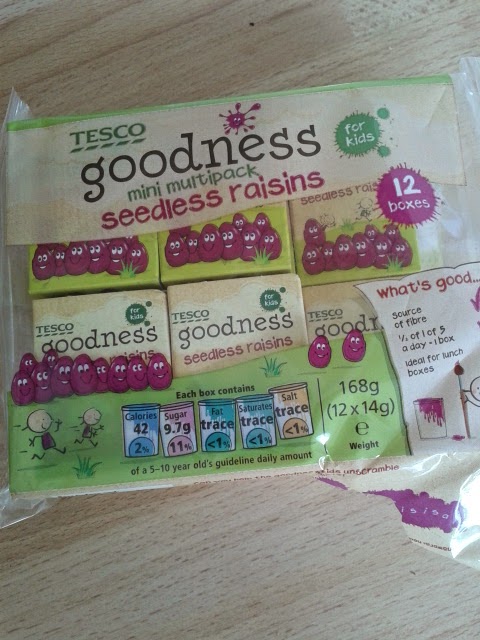 TESCO
goodness
for kids
mini multipack
seedless raisins
12
boxes
seedless rais
what's good...
source
of fibre
½ of 1 of 5
a day - 1 box
ideal for lunch
boxes
TESCO
goodness
for kids
raisins
TESCO
goodness
for kids
seedless raisins
TESCO
goodn
Each box contains
Calories
42
2%
Sugar
9.7g
11%
Fat
trace
<1%
Saturates
trace
<1%
Salt
trace
<1%
of a 5-10 year old's guideline daily amount
168g
(12 x 14g)
e
Weight
unscramble